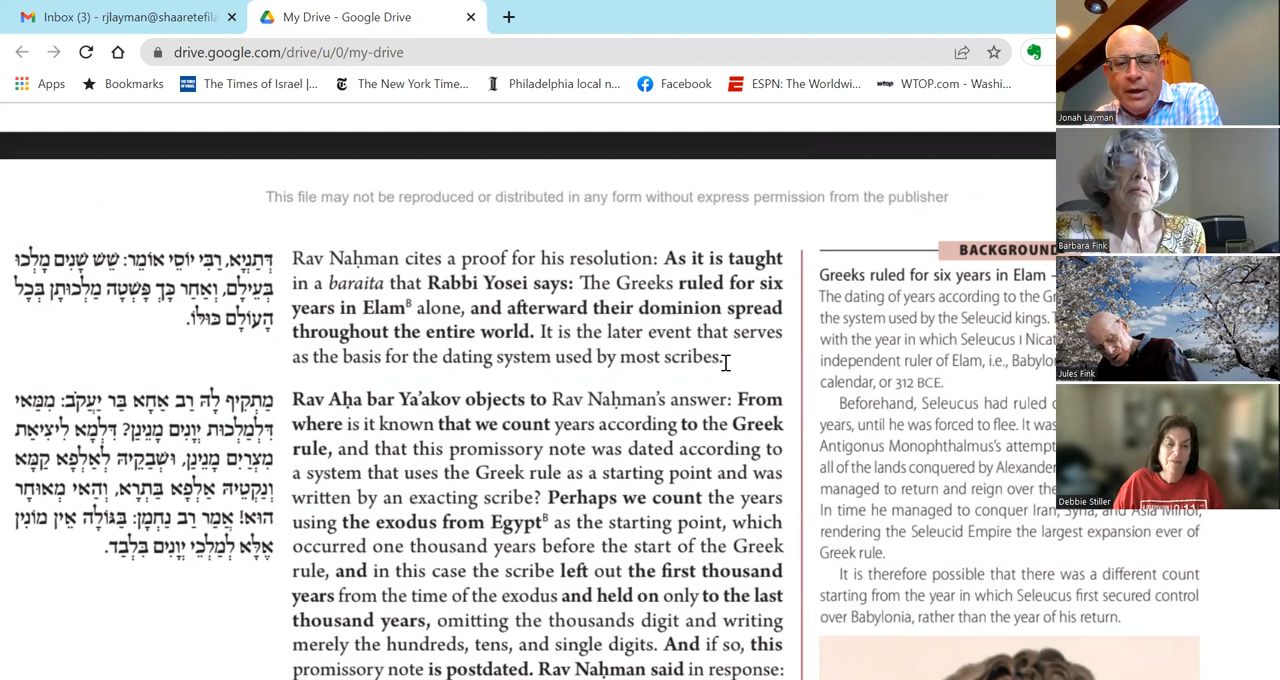 Inbox (3) - rjlayman@shaaretefila
My Drive - Google Drive
drive.google.com/drive/u/0/my-drive
Apps
Bookmarks
The Times of Israel |...
The New York Time...
Philadelphia local n...
Facebook
ESPN: The Worldwi...
WTOP.com - Washi...
This file may not be reproduced or distributed in any form without express permission from the publisher
דְּתַנְיָא, רַבִּי יוֹסֵי אוֹמֵר: שֵׁשׁ שָׁנִים מָלְכוּ
בְּעֵילָם, וְאַחַר כָּךְ פָּשְׁטָה מַלְכוּתָן בְּכָל
הָעוֹלָם כּוּלּוֹ.
מַתְקֵיף לָהּ רַב אַחָא בַּר יַעֲקֹב: מִמַּאי
דִּלְמַלְכוּת יְוָנִים מָנֵינַן? דִּלְמָא לִיצִיאַת
מִצְרַיִם מָנֵינַן, וּשְׁבַקֵיהּ לְאַלְפָּא קַמָּא
וְנַקְטֵיהּ אַלְפָּא בַּתְרָא, וְהַאי מְאוּחָר
הוּא! אֲמַר רַב נַחְמָן: בַּגּוֹלָה אֵין מוֹנִין
אֶלָּא לְמַלְכֵי יְוָנִים בִּלְבַד.
Rav Naḥman cites a proof for his resolution: As it is taught
in a baraita that Rabbi Yosei says: The Greeks ruled for six
years in Elamᴮ alone, and afterward their dominion spread
throughout the entire world. It is the later event that serves
as the basis for the dating system used by most scribes.
Rav Aḥa bar Ya'akov objects to Rav Naḥman's answer: From
where is it known that we count years according to the Greek
rule, and that this promissory note was dated according to
a system that uses the Greek rule as a starting point and was
written by an exacting scribe? Perhaps we count the years
using the exodus from Egyptᴮ as the starting point, which
occurred one thousand years before the start of the Greek
rule, and in this case the scribe left out the first thousand
years from the time of the exodus and held on only to the last
thousand years, omitting the thousands digit and writing
merely the hundreds, tens, and single digits. And if so, this
promissory note is postdated. Rav Naḥman said in response:
BACKGROUND
Greeks ruled for six years in Elam -
The dating of years according to the
the system used by the Seleucid kings.
with the year in which Seleucus I
independent ruler of Elam, i.e.,
calendar, or 312 BCE.
Beforehand, Seleucus had ruled
years, until he was forced to flee. It was
Antigonus Monophthalmus's
all of the lands conquered by
managed to return and reign over the
In time he managed to conquer Iran, Syria, and Asia Minor,
rendering the Seleucid Empire the largest expansion ever of
Greek rule.
It is therefore possible that there was a different count
starting from the year in which Seleucus first secured control
over Babylonia, rather than the year of his return.
Jonah Layman
Barbara Fink
Jules Fink
Debbie Stiller